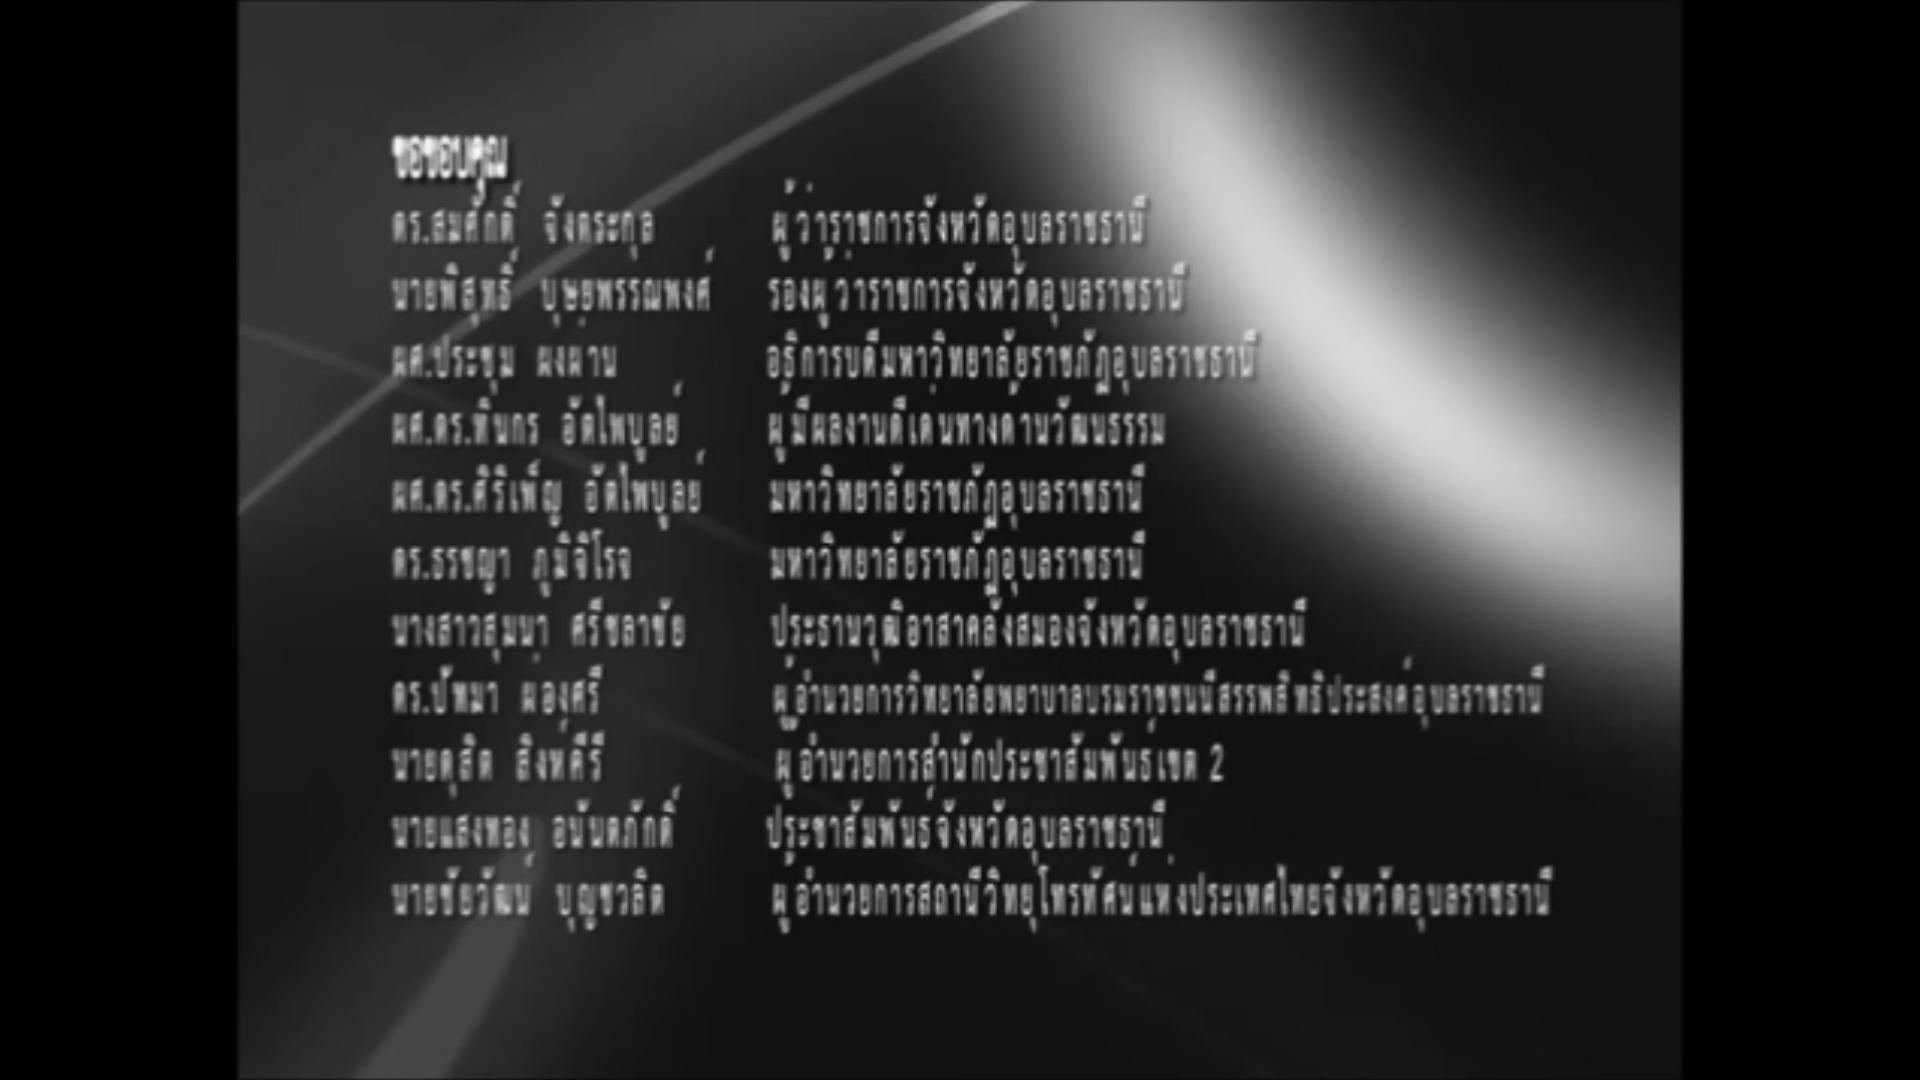 ขอขอบคุณ
ดร.สมศักดิ์ จังตระกุล ผู้ว่าราชการจังหวัดอุบลราชธานี
นายพิสุทธิ์ บุษยพรรณพงศ์ รองผู้ว่าราชการจังหวัดอุบลราชธานี
ผศ.ประชุม ผงผ่าน อธิการบดีมหาวิทยาลัยราชภัฏอุบลราชธานี
ผศ.ดร.ทินกร อัตไพบูลย์ ผู้มีผลงานดีเด่นทางด้านวัฒนธรรม
ผศ.ดร.ศิริเพ็ญ อัตไพบูลย์ มหาวิทยาลัยราชภัฏอุบลราชธานี
ดร.ธรชญา ภูมิจิโรจ มหาวิทยาลัยราชภัฏอุบลราชธานี
นางสาวสุมนา ศรีชลาชัย ประธานวุฒิอาสาคลังสมองจังหวัดอุบลราชธานี
ดร.ปัทมา ผ่องศรี ผู้อำนวยการวิทยาลัยพยาบาลบรมราชชนนีสรรพสิทธิประสงค์อุบลราชธานี
นายดุสิต สิงห์คีรี ผู้อำนวยการสำนักประชาสัมพันธ์เขต 2
นายแสงทอง อนันตภักดิ์ ประชาสัมพันธ์จังหวัดอุบลราชธานี
นายชัยวัฒน์ บุญชวลิต ผู้อำนวยการสถานีวิทยุโทรทัศน์แห่งประเทศไทยจังหวัดอุบลราชธานี